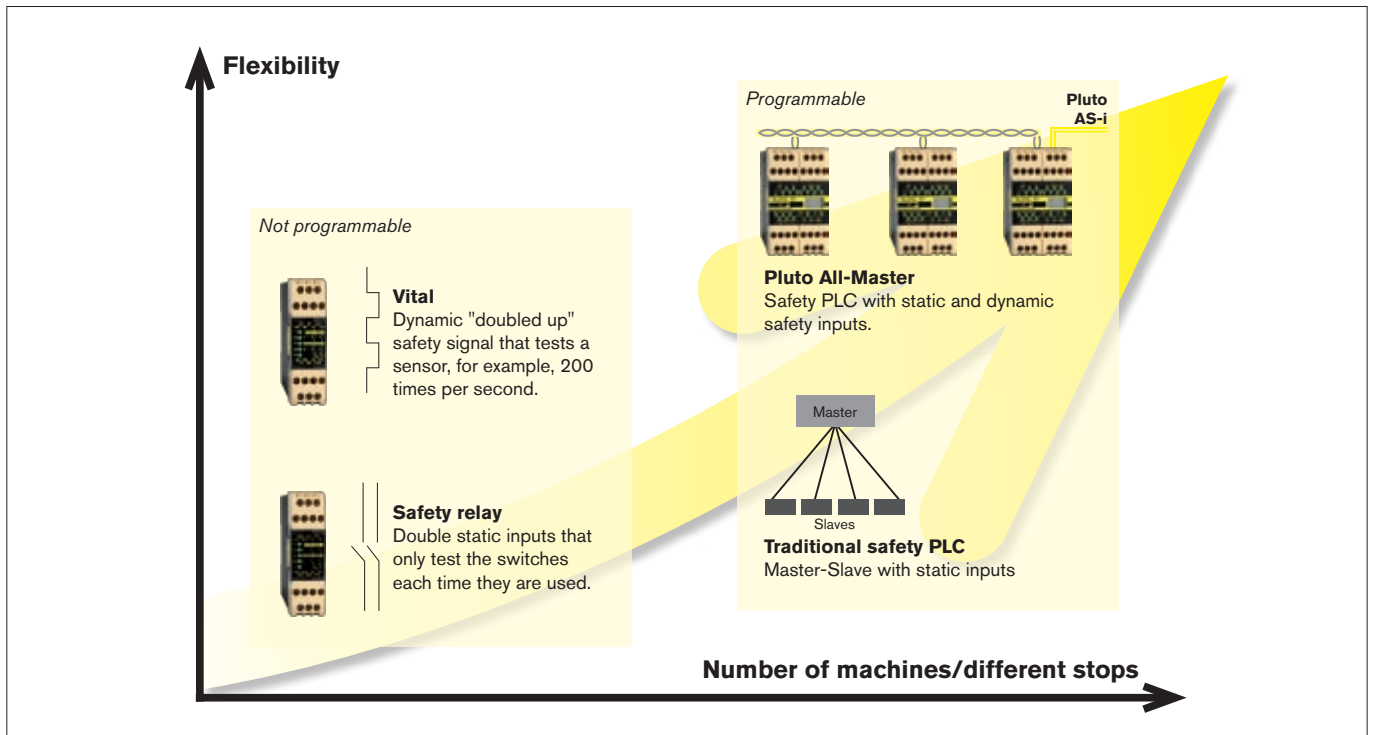 Flexibility
Programmable
Pluto
AS-i
Not programmable
Vital
Dynamic "doubled up"
safety signal that tests a
sensor, for example, 200
times per second.
Pluto All-Master
Safety PLC with static and dynamic
safety inputs.
Master
Slaves
Safety relay
Double static inputs that
only test the switches
each time they are used.
Traditional safety PLC
Master-Slave with static inputs
Number of machines/different stops